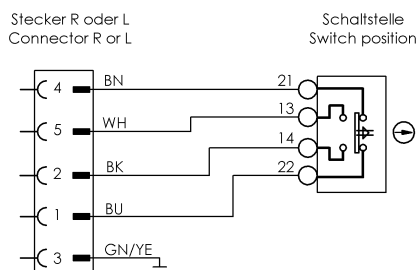 Stecker R oder L
Connector R or L
Schaltstelle
Switch position
4 BN 21
5 WH 13
2 BK 14
1 BU 22
3 GN/YE